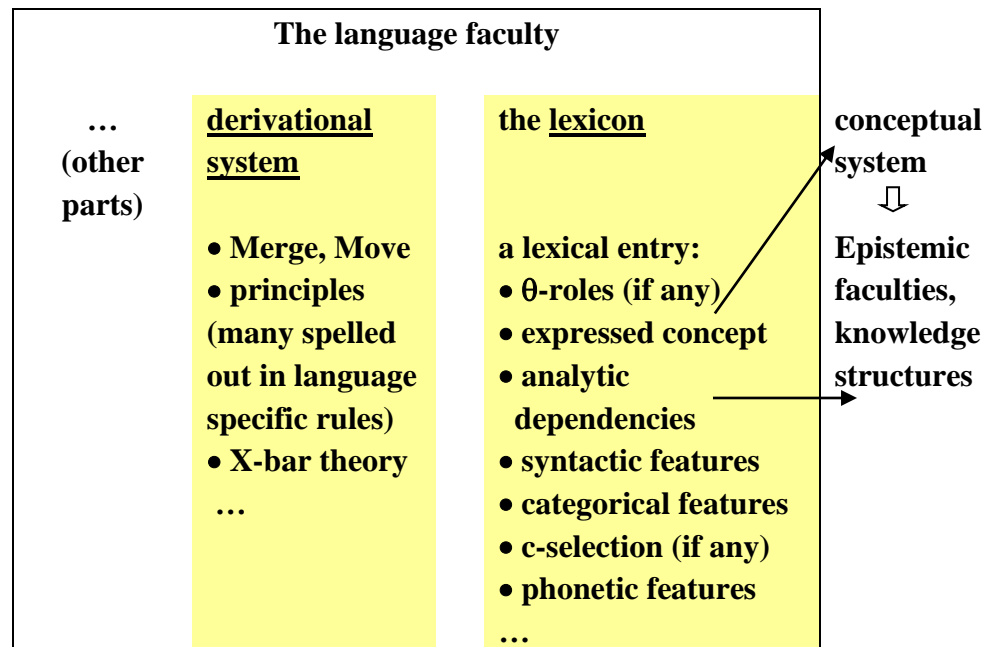 The language faculty
…
(other
parts)
derivational
system
• Merge, Move
• principles
(many spelled
out in language
specific rules)
• X-bar theory
…
the lexicon
a lexical entry:
• θ-roles (if any)
• expressed concept
• analytic
dependencies
• syntactic features
• categorical features
• c-selection (if any)
• phonetic features
…
conceptual
system
⇩
Epistemic
faculties,
knowledge
structures